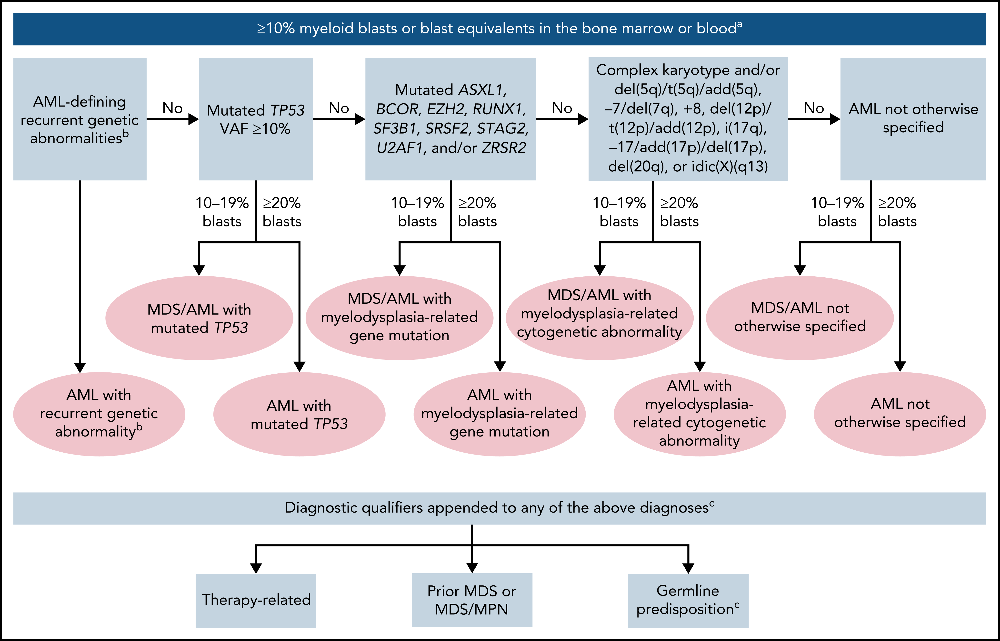 ≥10% myeloid blasts or blast equivalents in the bone marrow or bloodᵃ
AML-defining
recurrent genetic
abnormalitiesᵇ
No
Mutated TP53
VAF ≥10%
No
Mutated ASXL1,
BCOR, EZH2, RUNX1,
SF3B1, SRSF2, STAG2,
U2AF1, and/or ZRSR2
No
Complex karyotype and/or
del(5q)/t(5q)/add(5q),
–7/del(7q), +8, del(12p)/
t(12p)/add(12p), i(17q),
–17/add(17p)/del(17p),
del(20q), or idic(X)(q13)
No
AML not otherwise
specified
10–19%
blasts
≥20%
blasts
10–19%
blasts
≥20%
blasts
10–19%
blasts
≥20%
blasts
10–19%
blasts
≥20%
blasts
MDS/AML with
mutated TP53
MDS/AML with
myelodysplasia-related
gene mutation
MDS/AML with
myelodysplasia-related
cytogenetic abnormality
MDS/AML not
otherwise specified
AML with
recurrent genetic
abnormalityᵇ
AML with
mutated TP53
AML with
myelodysplasia-related
gene mutation
AML with
myelodysplasia-
related cytogenetic
abnormality
AML not
otherwise specified
Diagnostic qualifiers appended to any of the above diagnosesᶜ
Therapy-related
Prior MDS or
MDS/MPN
Germline
predispositionᶜ